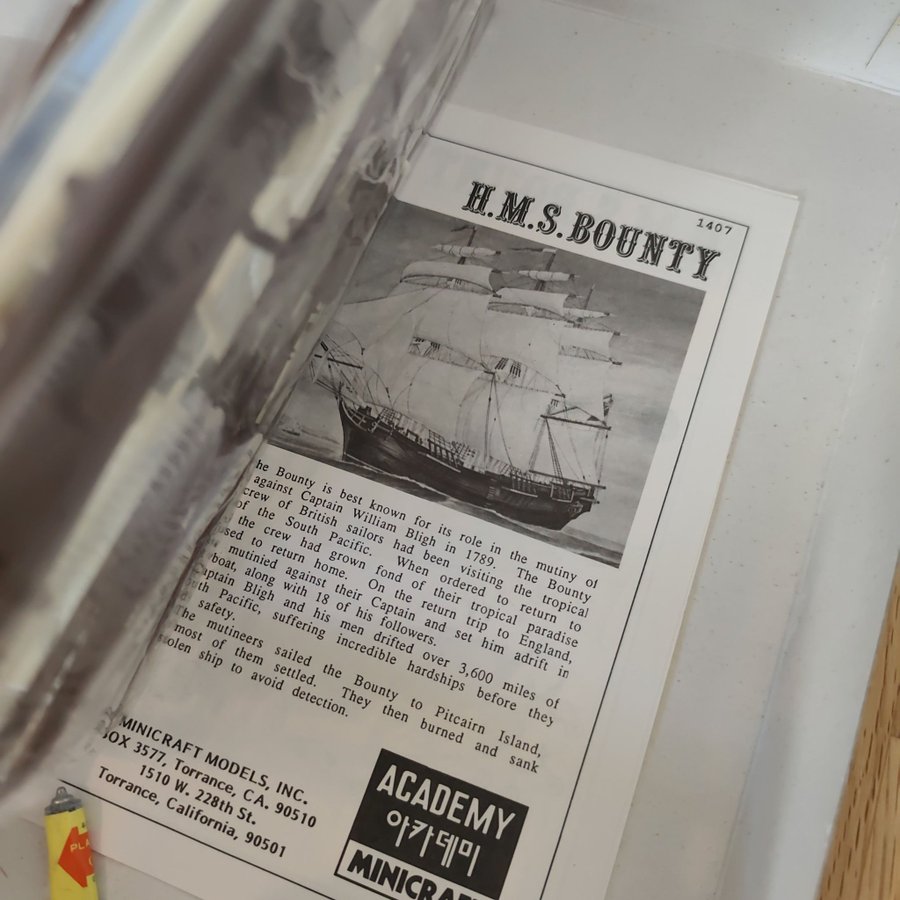 1407
H.M.S. BOUNTY
he Bounty is best known for its role in the mutiny of
against Captain William Bligh in 1789. The Bounty
crew of British sailors had been visiting the tropical
of the South Pacific. When ordered to return to
the crew had grown fond of their tropical paradise
used to return home. On the return trip to England,
mutinied against their Captain and set him adrift in
boat, along with 18 of his followers.
Captain Bligh and his men drifted over 3,600 miles of
th Pacific, suffering incredible hardships before they
safety.
The mutineers sailed the Bounty to Pitcairn Island,
most of them settled. They then burned and sank
olen ship to avoid detection.
MINICRAFT MODELS, INC.
BOX 3577, Torrance, CA. 90510
1510 W. 228th St.
Torrance, California, 90501
ACADEMY
아카데미
MINICRAFT